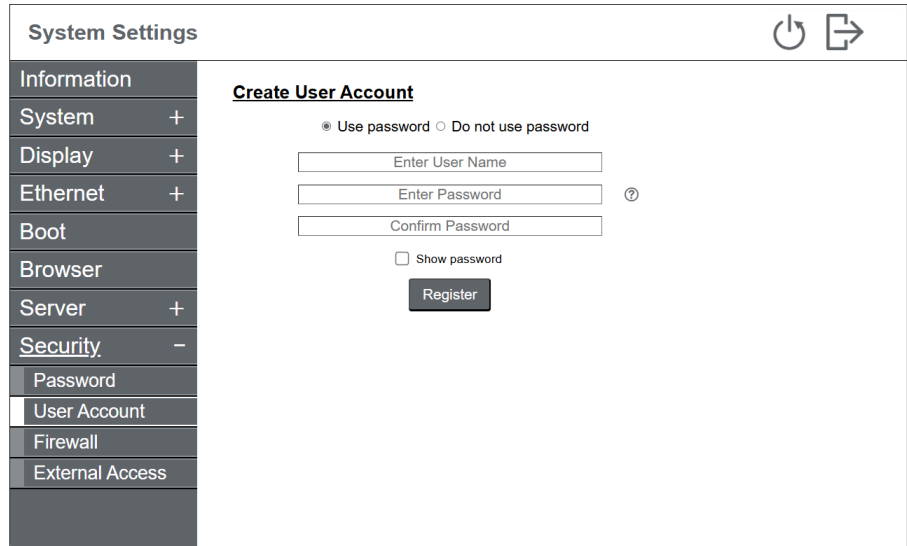 System Settings
Information
System +
Display +
Ethernet +
Boot
Browser
Server +
Security −
Password
User Account
Firewall
External Access
Create User Account
Use password Do not use password
Enter User Name
Enter Password ?
Confirm Password
Show password
Register